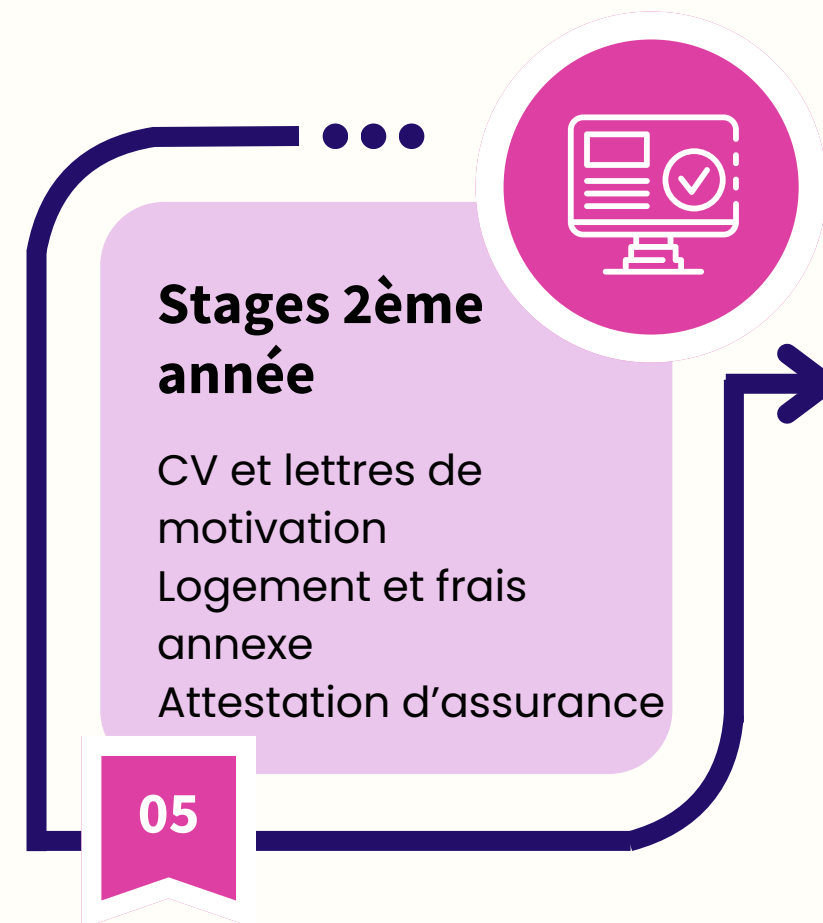 Stages 2ème
année
CV et lettres de
motivation
Logement et frais
annexe
Attestation d’assurance
05